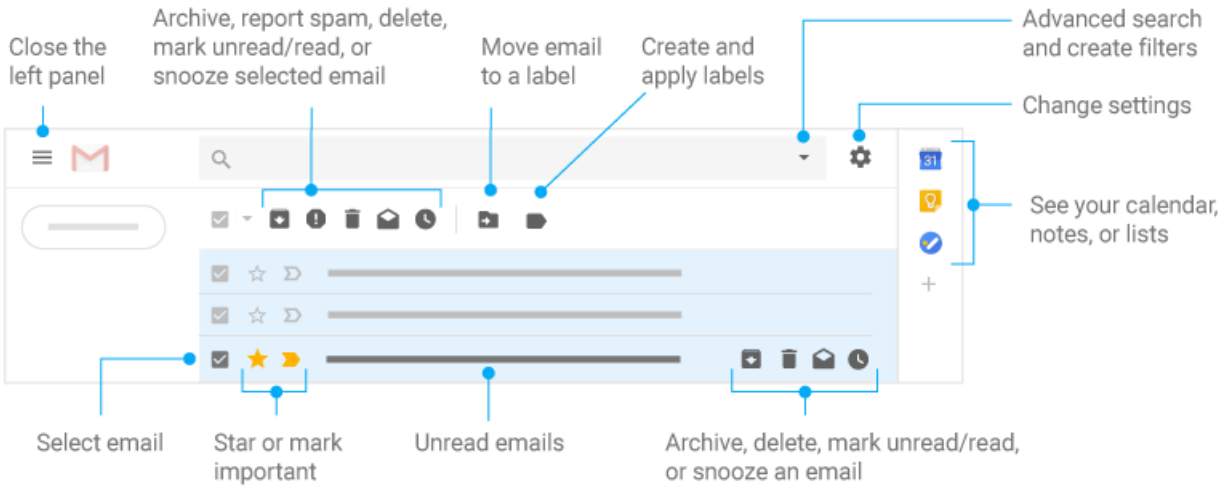 Archive, report spam, delete,
mark unread/read, or
snooze selected email
Close the
left panel
Move email
to a label
Create and
apply labels
Advanced search
and create filters
Change settings
31
See your calendar,
notes, or lists
Select email
Star or mark
important
Unread emails
Archive, delete, mark unread/read,
or snooze an email